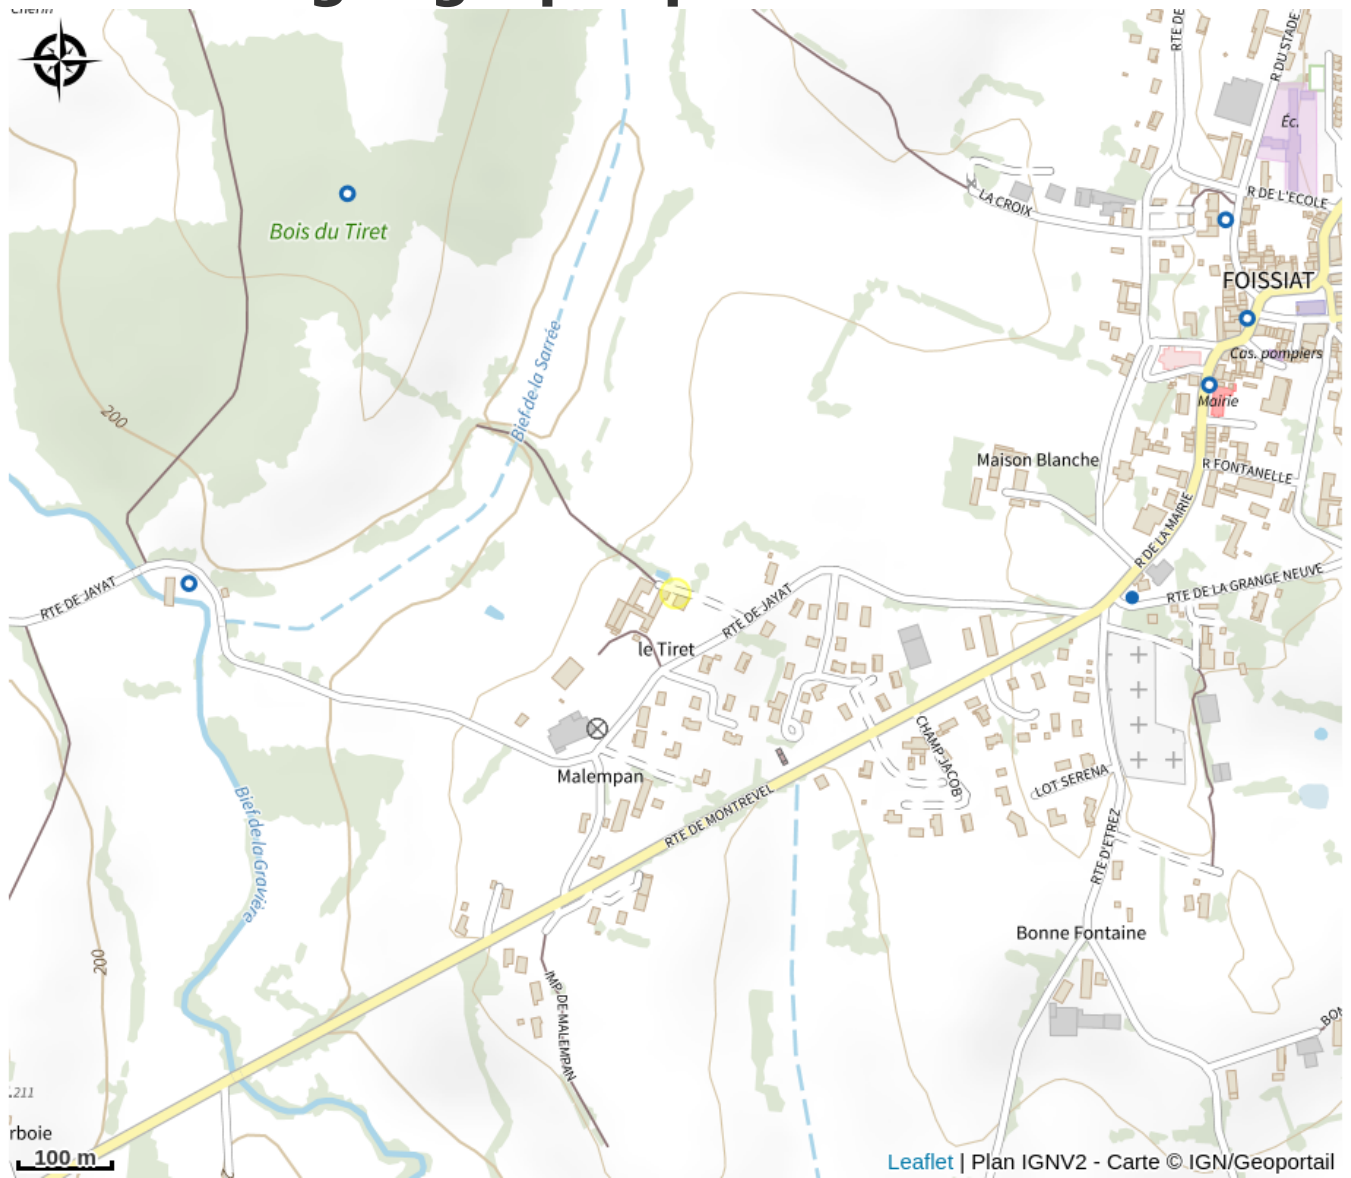 RTE DE
R DU STADE
Éc.
R DE L'ECOLE
LA CROIX
Bois du Tiret
FOISSIAT
Bief de la Sarrée
Cas. pompiers
Mairie
200
Maison Blanche
R FONTANELLE
R DE LA MAIRIE
RTE DE JAYAT
RTE DE JAYAT
RTE DE LA GRANGE NEUVE
le Tiret
CHAMP JACOB
Malempan
LOT SERENA
RTE DE MONTREVEL
Bief de la Gravière
RTE D'ETREZ
Bonne Fontaine
200
IMP DE MALEMPAN
BON
.211
rboie
100 m
Leaflet | Plan IGNV2 - Carte © IGN/Geoportail